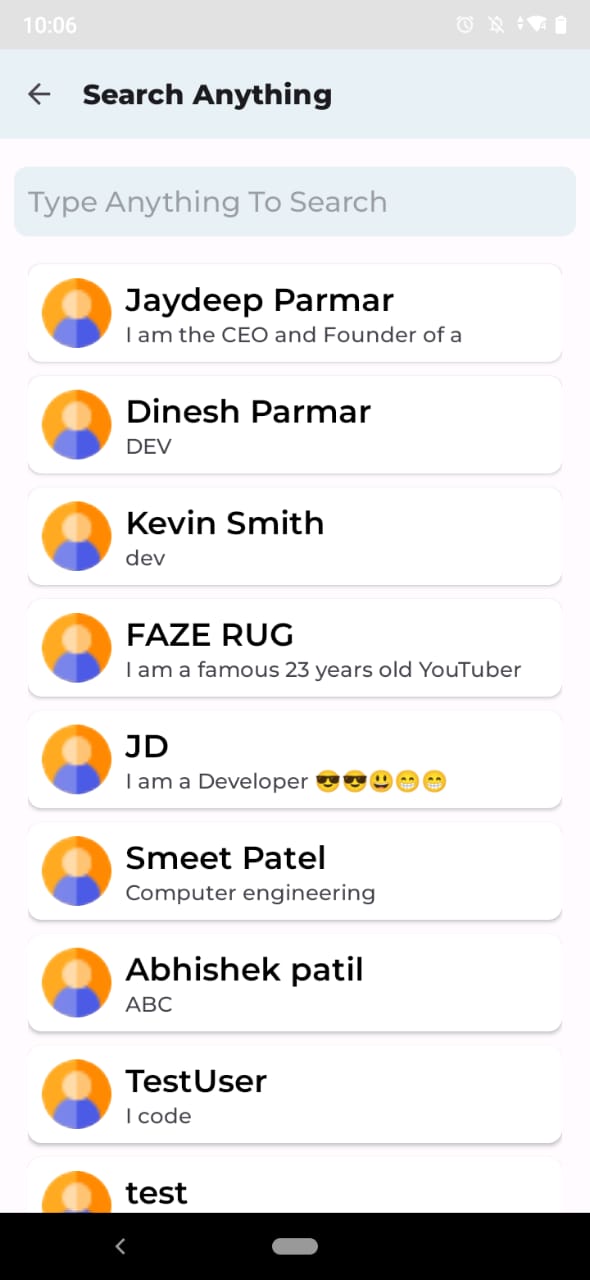 10:06
Search Anything
Type Anything To Search
Jaydeep Parmar
I am the CEO and Founder of a
Dinesh Parmar
DEV
Kevin Smith
dev
FAZE RUG
I am a famous 23 years old YouTuber
JD
I am a Developer 😎😎😃😁😁
Smeet Patel
Computer engineering
Abhishek patil
ABC
TestUser
I code
test